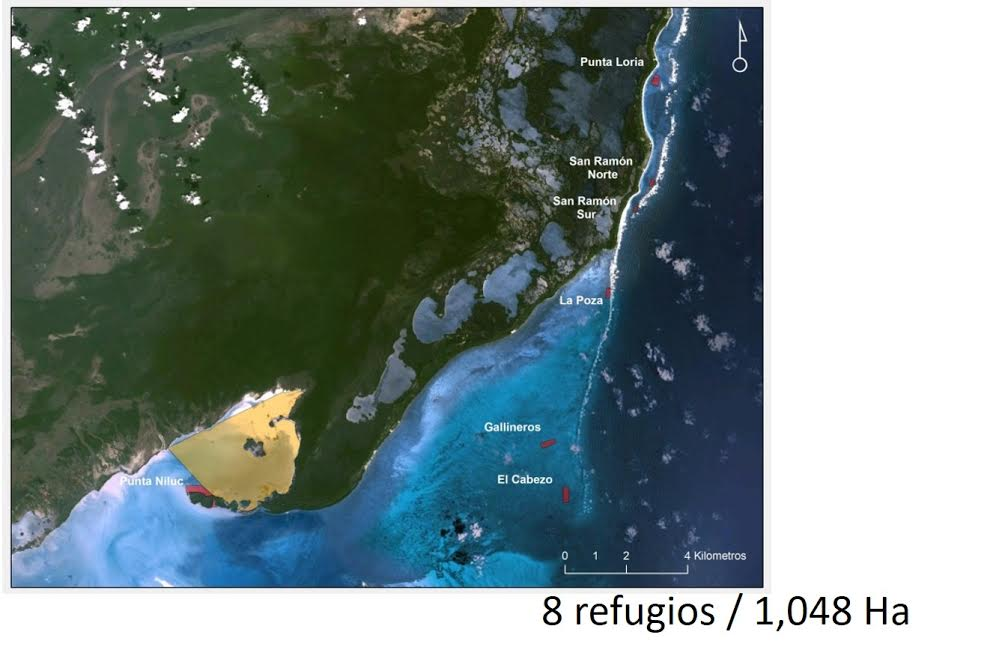 Punta Loria
San Ramón
Norte
San Ramón
Sur
La Poza
Gallineros
El Cabezo
Punta Niluc
0 1 2 4 Kilometros
8 refugios / 1,048 Ha